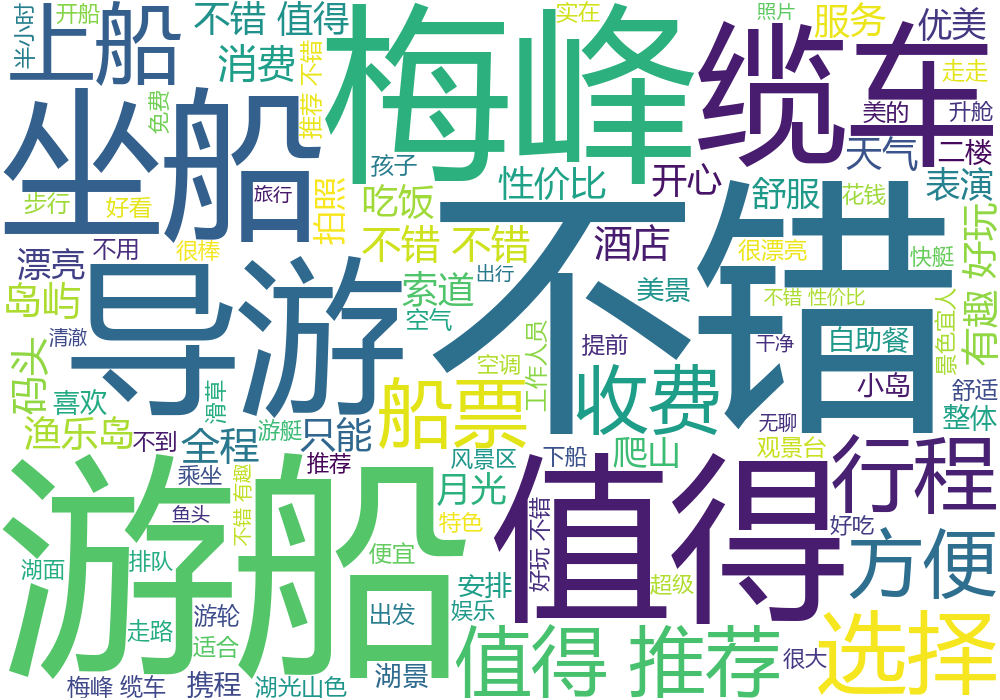 半小时
开船
上船
不错 值得
消费
梅峰
实在
缆车
照片
服务
优美
走走
坐船
免费
推荐 不错
美的
升舱
孩子
天气
二楼
步行
好看
旅行
拍照
吃饭
性价比
开心
舒服
花钱
表演
漂亮
不用
很棒
不错 不错
不错
酒店
很漂亮
快艇
有趣 好玩
岛屿
导游
索道
出行
美景
不错 性价比
景色宜人
清澈
空气
工作人员
提前
干净
自助餐
码头
喜欢
滑草
船票
空调
收费
小岛
舒适
渔乐岛
不到
全程
游艇
只能
无聊
整体
推荐
风景区
下船
爬山
观景台
行程
游船
乘坐
不错 有趣
月光
值得
鱼头
特色
好玩 不错
好吃
湖面
排队
便宜
方便
游轮
出发
安排
娱乐
超级
走路
适合
值得 推荐
选择
很大
梅峰 缆车
携程
湖光山色
湖景